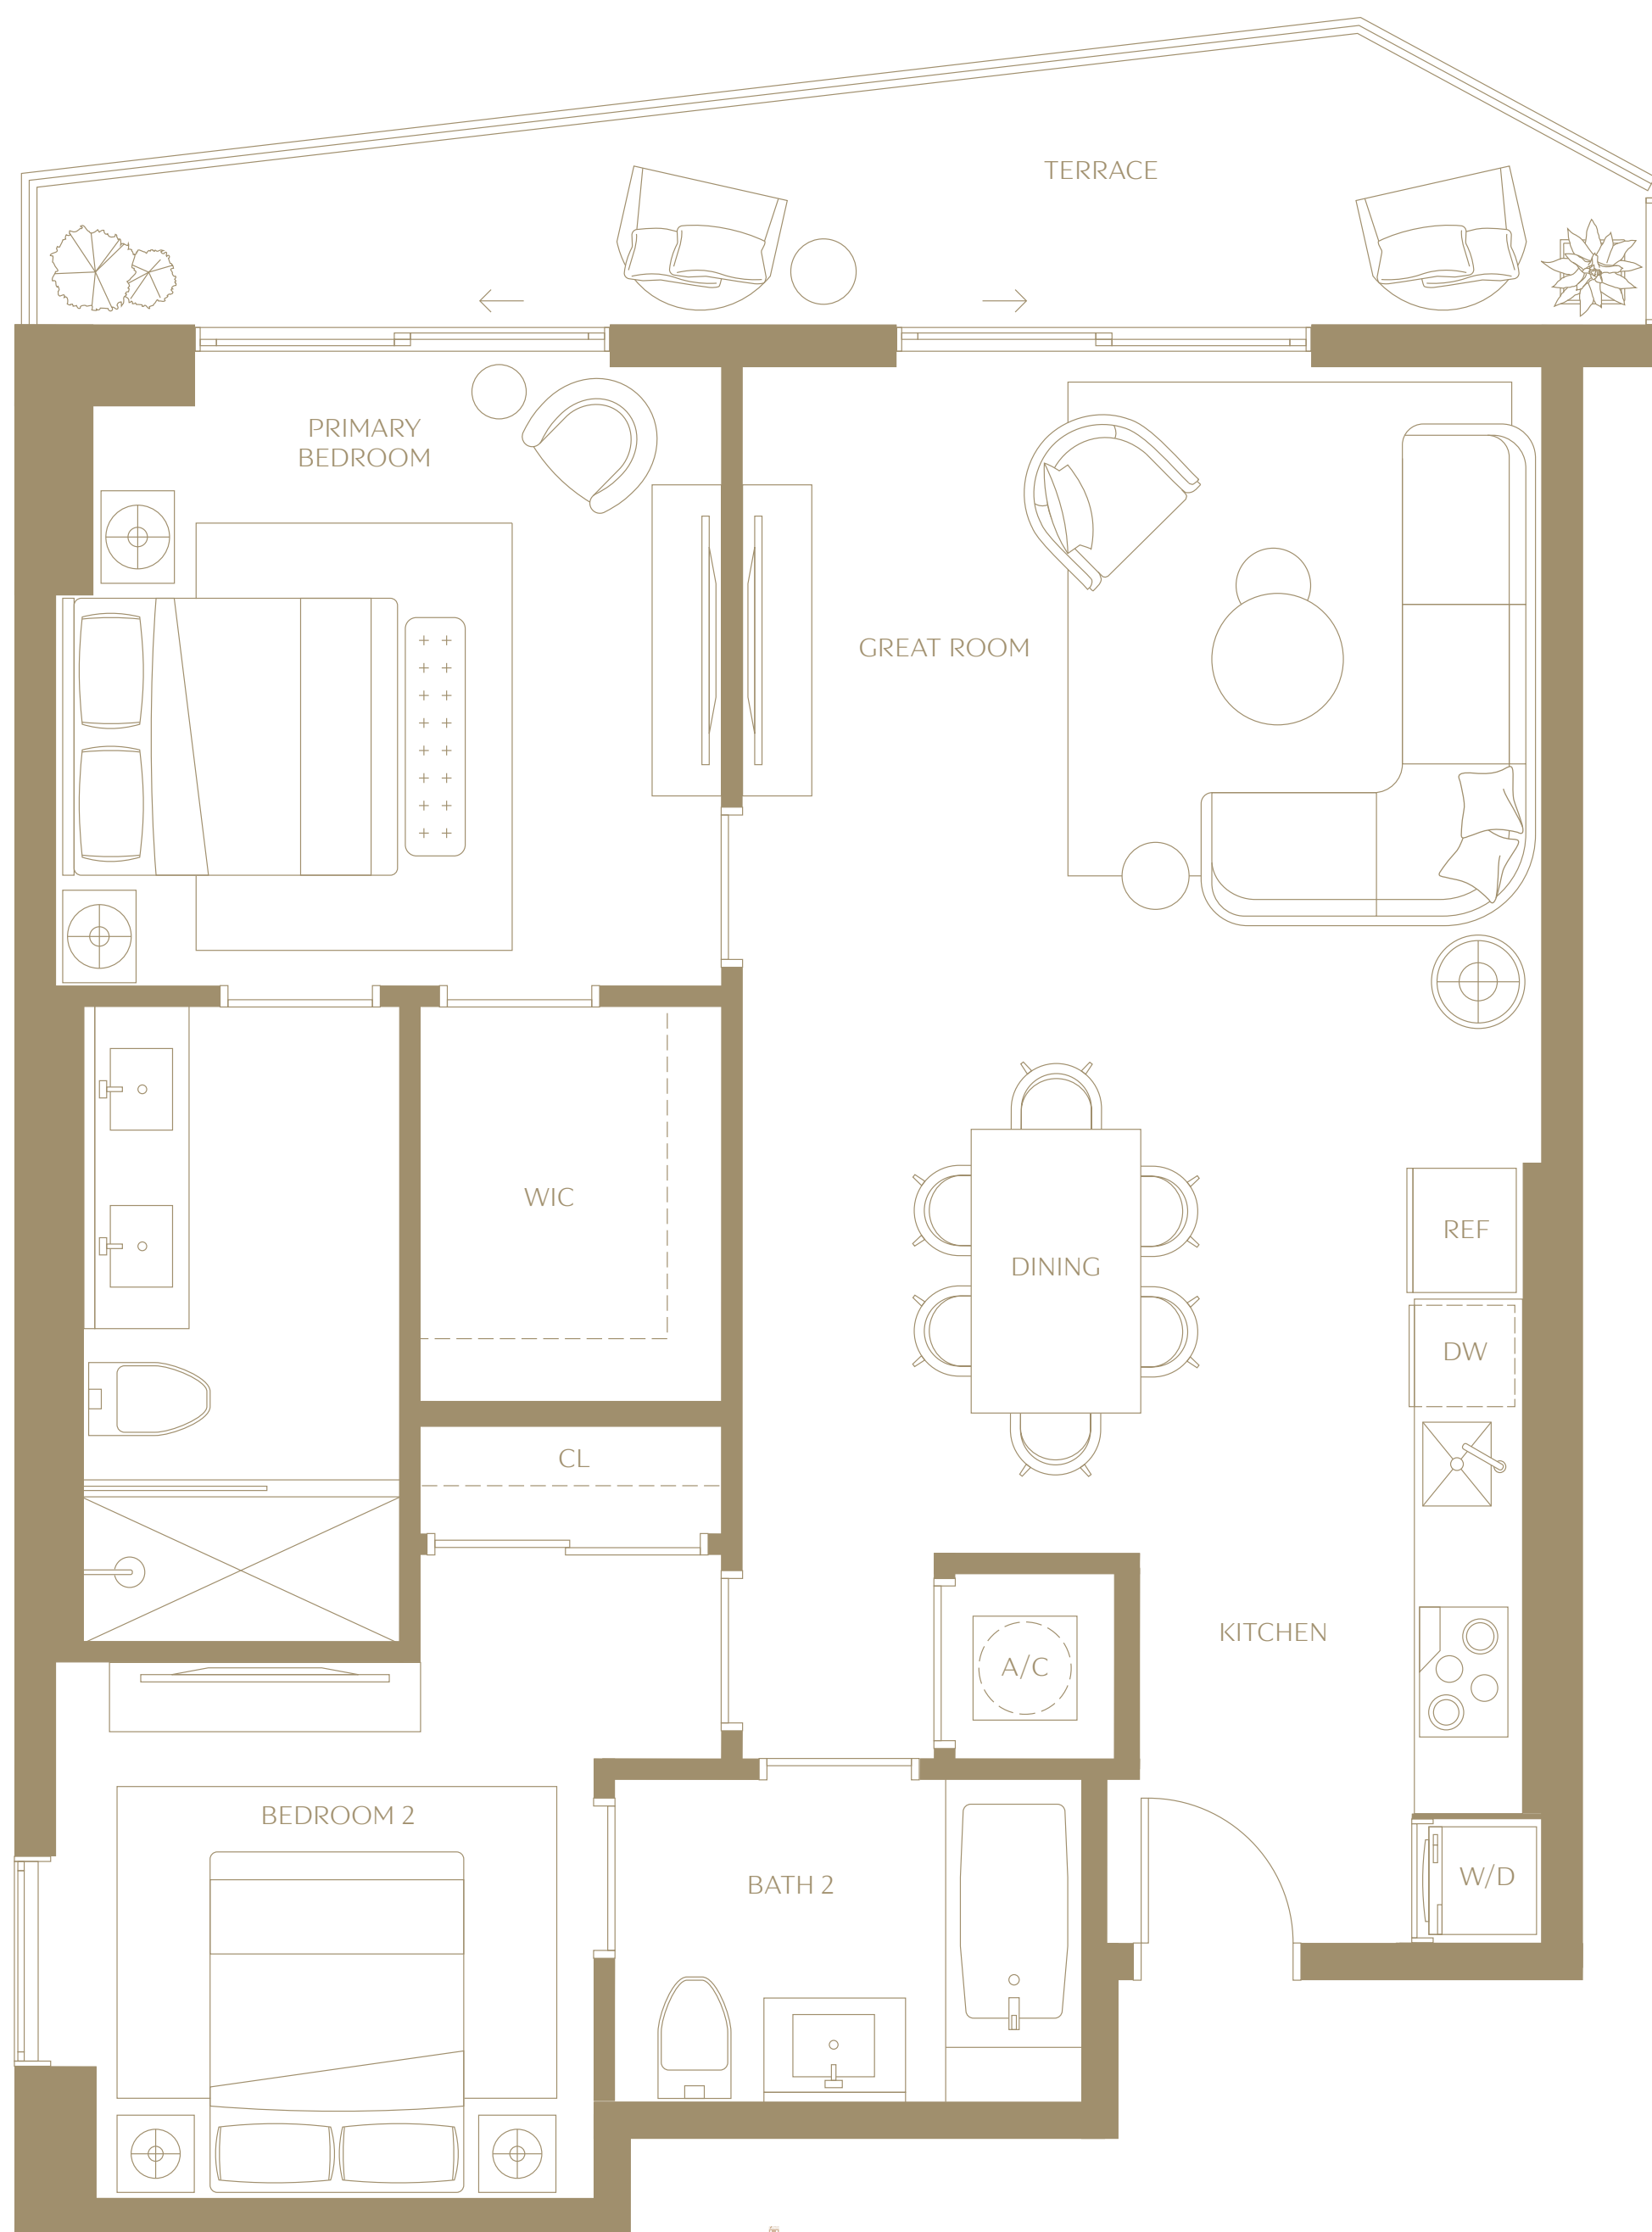 TERRACE
PRIMARY
BEDROOM
GREAT ROOM
WIC
REF
DINING
DW
CL
KITCHEN
A/C
BEDROOM 2
W/D
BATH 2